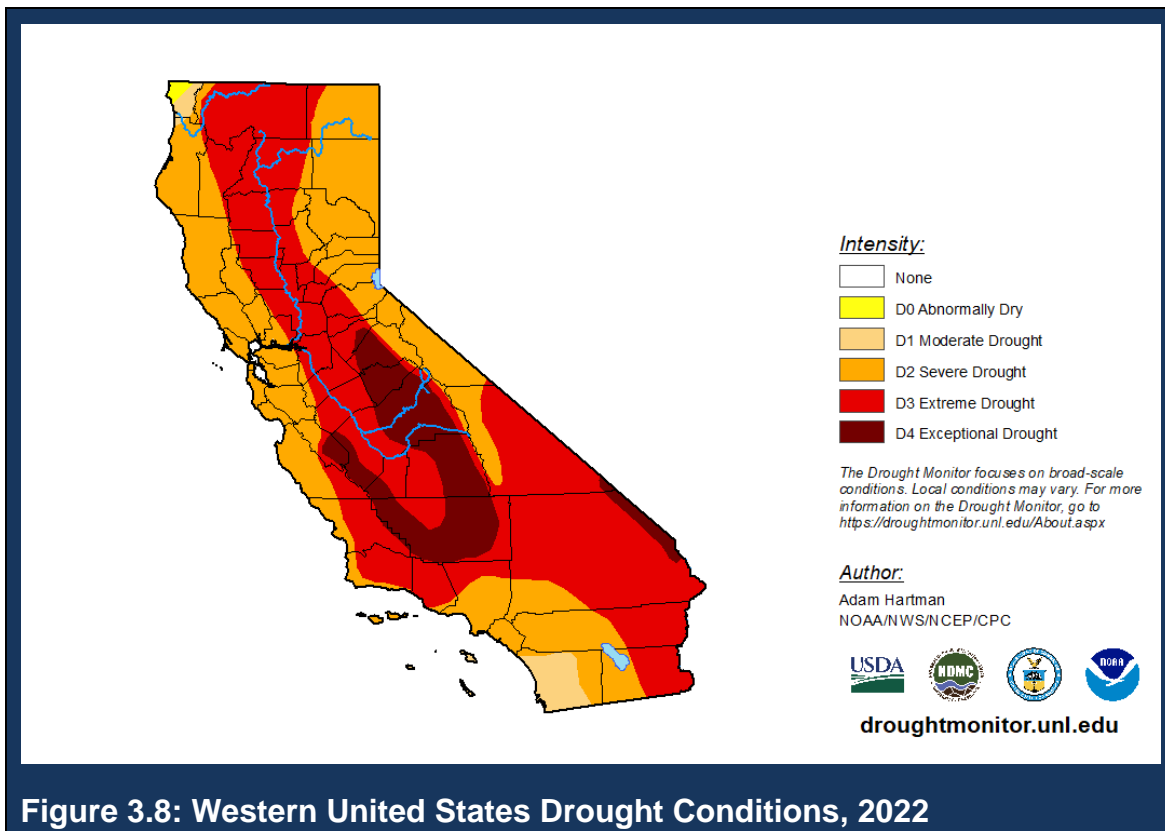 Intensity:
None
D0 Abnormally Dry
D1 Moderate Drought
D2 Severe Drought
D3 Extreme Drought
D4 Exceptional Drought
The Drought Monitor focuses on broad-scale
conditions. Local conditions may vary. For more
information on the Drought Monitor, go to
https://droughtmonitor.unl.edu/About.aspx
Author:
Adam Hartman
NOAA/NWS/NCEP/CPC
USDA
NDMC
NOAA
droughtmonitor.unl.edu
Figure 3.8: Western United States Drought Conditions, 2022